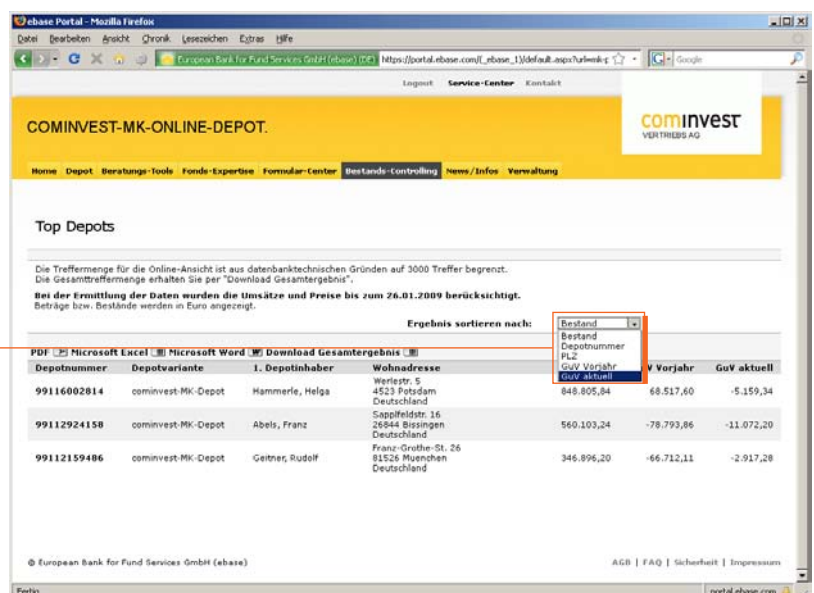 ebase Portal - Mozilla Firefox
Datei Bearbeiten Ansicht Chronik Lesezeichen Extras Hilfe
European Bank for Fund Services GmbH (ebase) (DE) https://portal.ebase.com/(_ebase_1)/default.aspx?url=mk-p Google
Logout Service-Center Kontakt
COMINVEST-MK-ONLINE-DEPOT.
cominvest
VERTRIEBS AG
Home Depot Beratungs-Tools Fonds-Expertise Formular-Center Bestands-Controlling News/Infos Verwaltung
Top Depots
Die Treffermenge für die Online-Ansicht ist aus datenbanktechnischen Gründen auf 3000 Treffer begrenzt.
Die Gesamttreffermenge erhalten Sie per "Download Gesamtergebnis".
Bei der Ermittlung der Daten wurden die Umsätze und Preise bis zum 26.01.2009 berücksichtigt.
Beträge bzw. Bestände werden in Euro angezeigt.
Ergebnis sortieren nach: Bestand
Bestand
Depotnummer
PLZ
GuV Vorjahr
GuV aktuell
PDF Microsoft Excel Microsoft Word Download Gesamtergebnis
Depotnummer Depotvariante 1. Depotinhaber Wohnadresse V Vorjahr GuV aktuell
99116002814 cominvest-MK-Depot Hammerle, Helga Werlestr. 5 848.805,84 68.517,60 -5.159,34
4523 Potsdam
Deutschland
99112924158 cominvest-MK-Depot Abels, Franz Sapplfeldstr. 16 560.103,24 -78.793,86 -11.072,20
26844 Bissingen
Deutschland
99112159486 cominvest-MK-Depot Geitner, Rudolf Franz-Grothe-St. 26 346.896,20 -66.712,11 -2.917,28
81526 Muenchen
Deutschland
© European Bank for Fund Services GmbH (ebase) AGB | FAQ | Sicherheit | Impressum
Fertig portal.ebase.com